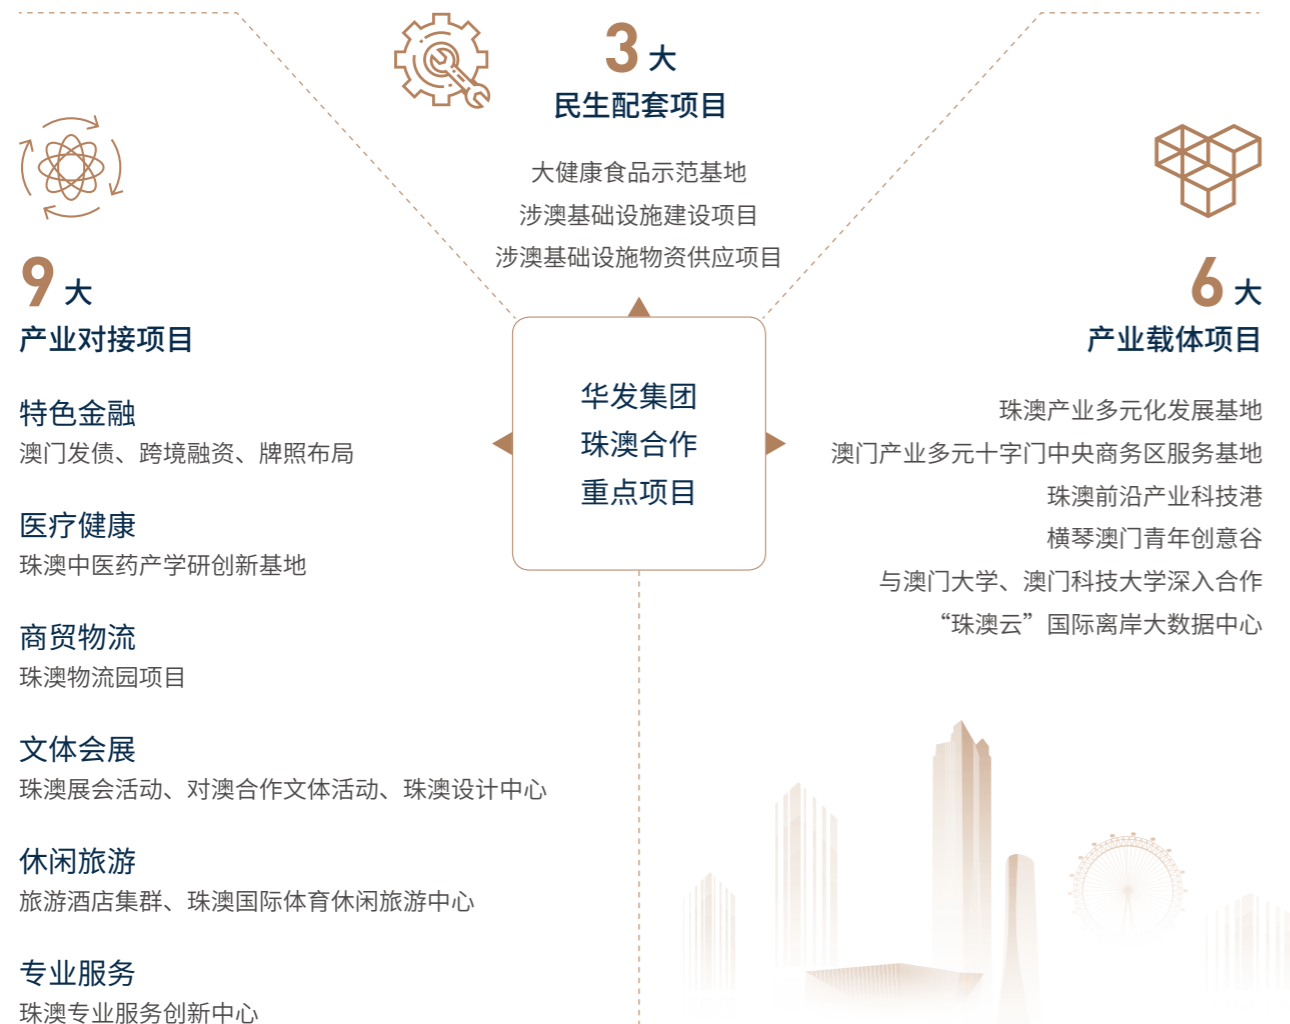 3 大
民生配套项目
大健康食品示范基地
涉澳基础设施建设项目
涉澳基础设施物资供应项目
9 大
产业对接项目
特色金融
澳门发债、跨境融资、牌照布局
医疗健康
珠澳中医药产学研创新基地
商贸物流
珠澳物流园项目
文体会展
珠澳展会活动、对澳合作文体活动、珠澳设计中心
休闲旅游
旅游酒店集群、珠澳国际体育休闲旅游中心
专业服务
珠澳专业服务创新中心
华发集团
珠澳合作
重点项目
6 大
产业载体项目
珠澳产业多元化发展基地
澳门产业多元十字门中央商务区服务基地
珠澳前沿产业科技港
横琴澳门青年创意谷
与澳门大学、澳门科技大学深入合作
“珠澳云”国际离岸大数据中心